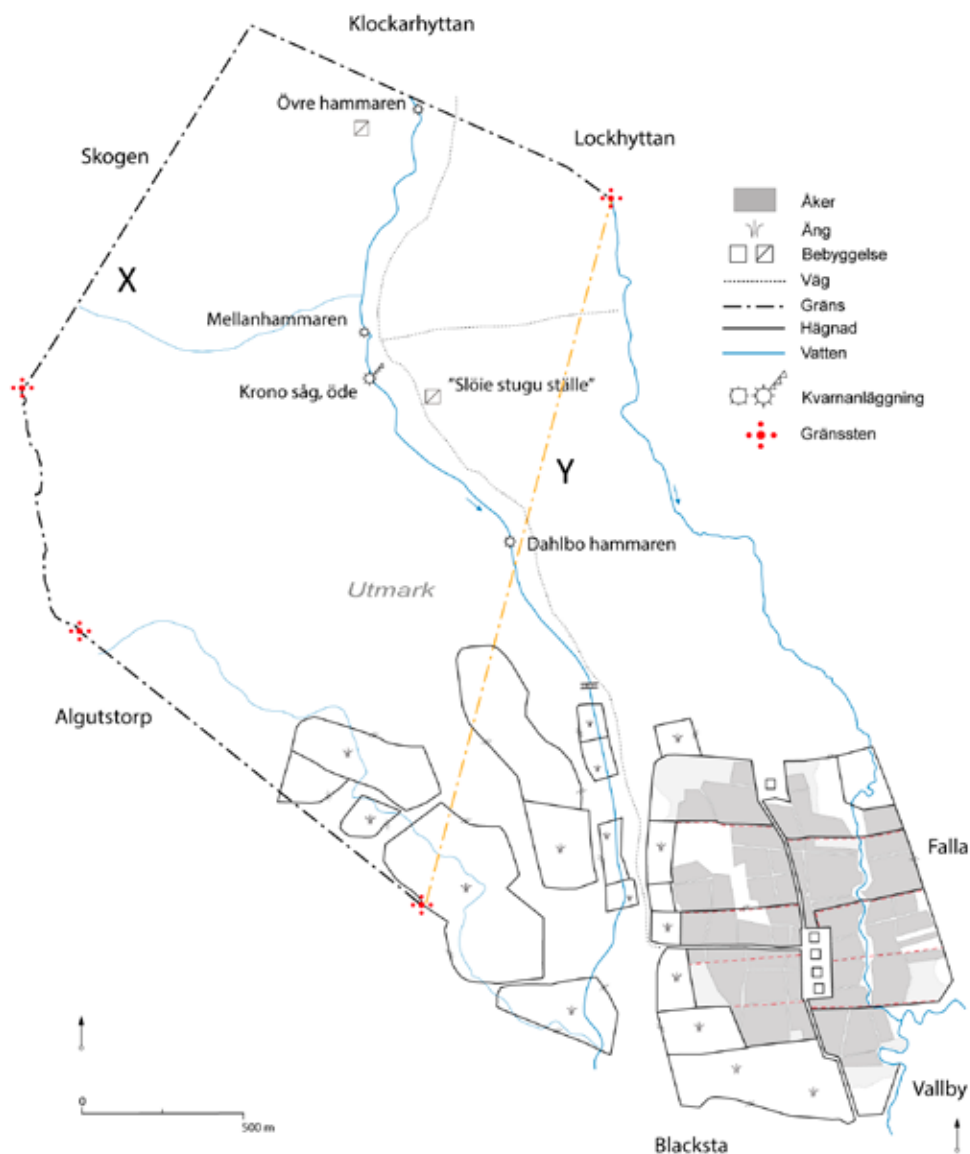 Klockarhyttan
Övre hammaren
Lockhyttan
Skogen
Åker
Äng
Bebyggelse
Väg
Gräns
Hägnad
Vatten
Kvarnanläggning
Gränssten
X
Mellanhammaren
Krono såg, öde
"Slöie stugu ställe"
Y
Dahlbo hammaren
Utmark
Algutstorp
Falla
0
500 m
Vallby
Blacksta